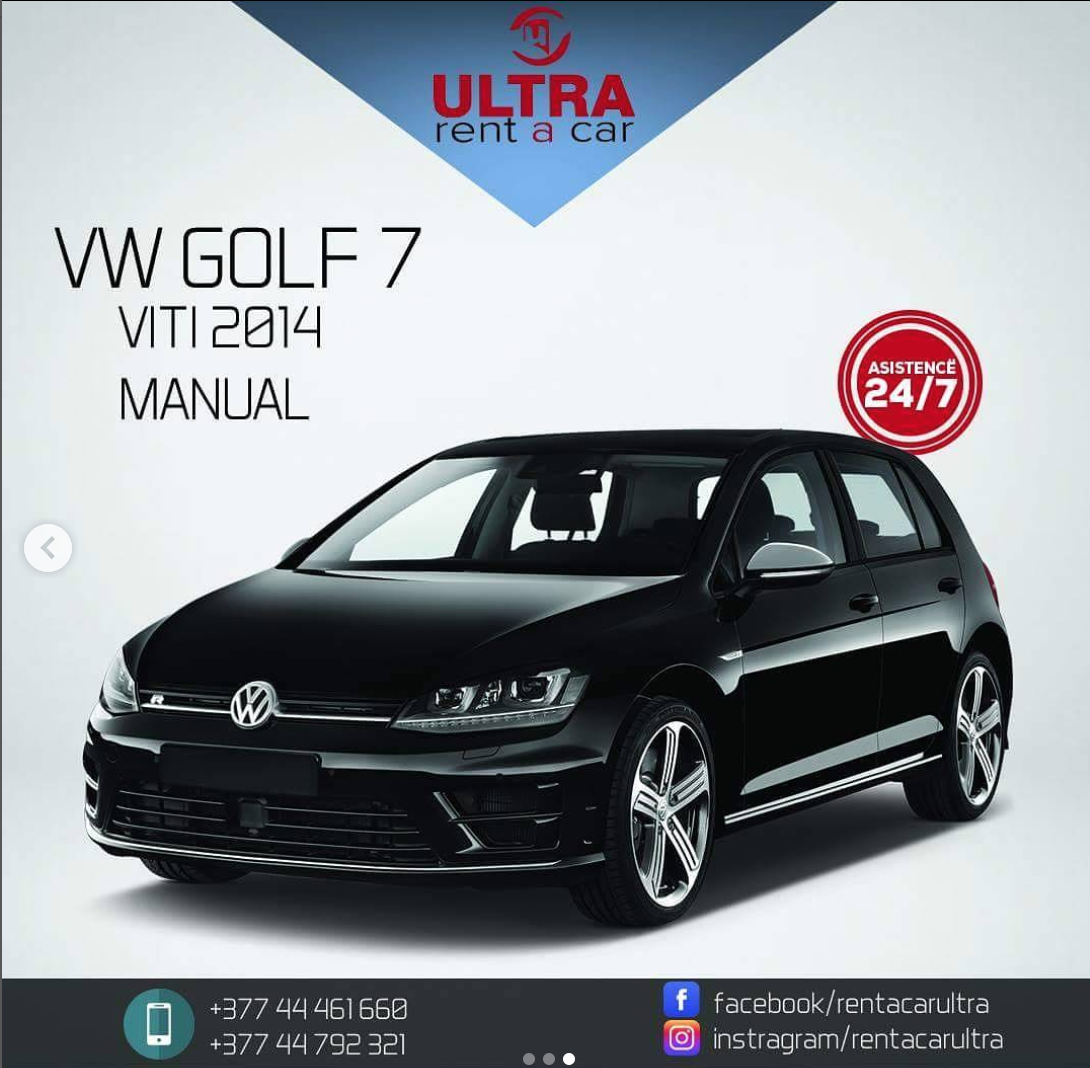 ULTRA
rent a car
VW GOLF 7
VITI 2014
MANUAL
ASISTENCË
24/7
R
+377 44 461 660
+377 44 792 321
facebook/rentacarultra
instragram/rentacarultra